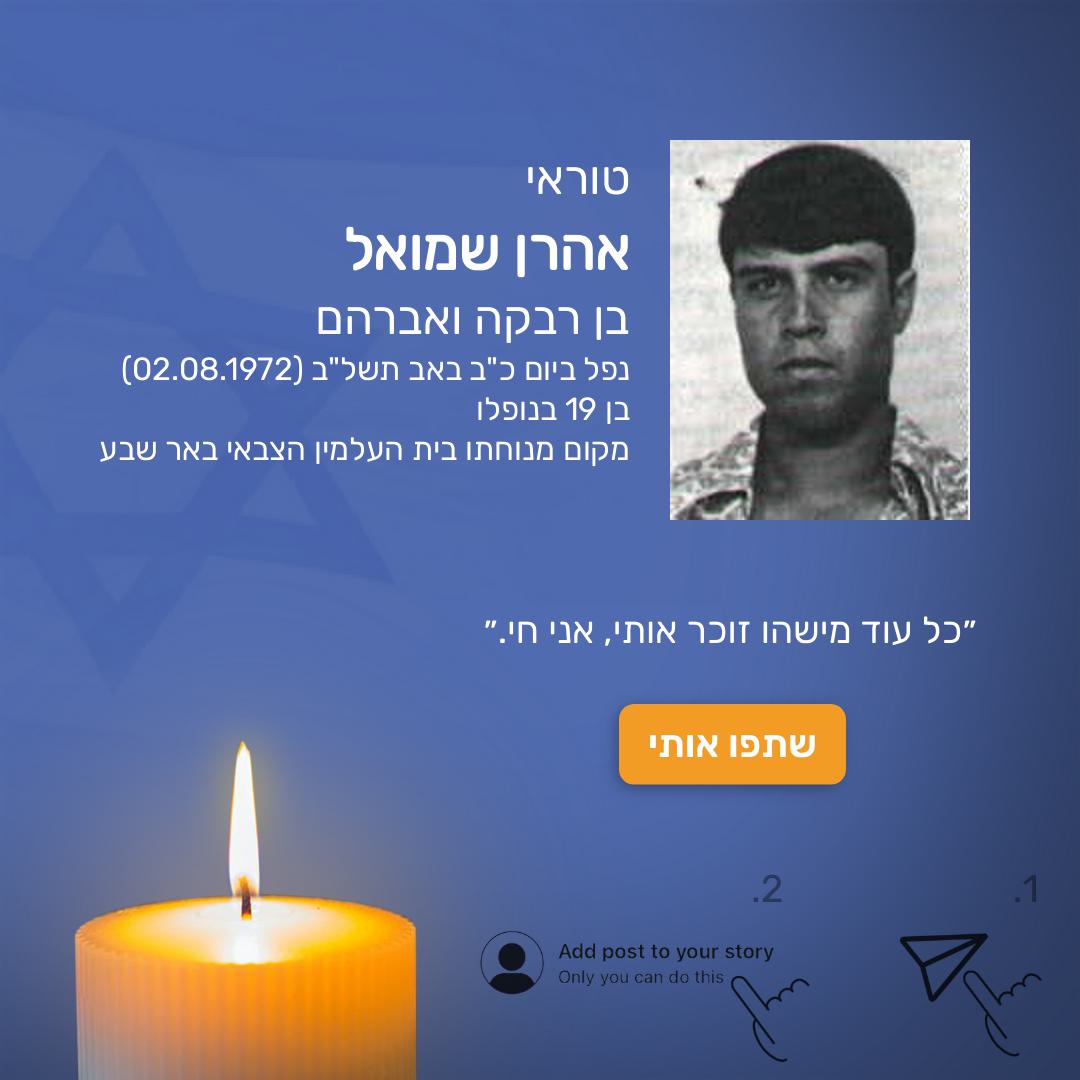 טוראי
אהרן שמואל
בן רבקה ואברהם
נפל ביום כ"ב באב תשל"ב (02.08.1972)
בן 19 בנופלו
מקום מנוחתו בית העלמין הצבאי באר שבע
״כל עוד מישהו זוכר אותי, אני חי.״
שתפו אותי
1.
2.
Add post to your story
Only you can do this